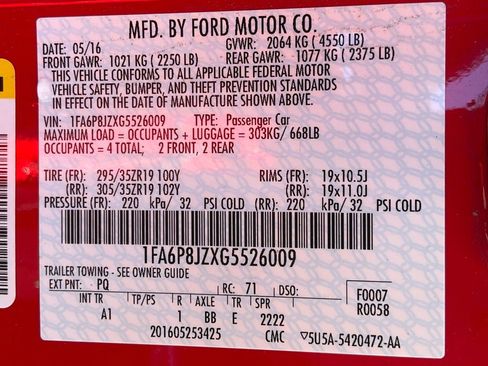 MFD. BY FORD MOTOR CO.
DATE: 05/16 GVWR: 2064 KG ( 4550 LB)
FRONT GAWR: 1021 KG ( 2250 LB) REAR GAWR: 1077 KG ( 2375 LB)
THIS VEHICLE CONFORMS TO ALL APPLICABLE FEDERAL MOTOR
VEHICLE SAFETY, BUMPER, AND THEFT PREVENTION STANDARDS
IN EFFECT ON THE DATE OF MANUFACTURE SHOWN ABOVE.
VIN: 1FA6P8JZXG5526009 TYPE: Passenger Car
MAXIMUM LOAD = OCCUPANTS + LUGGAGE = 303KG/ 668LB
OCCUPANTS = 4 TOTAL; 2 FRONT, 2 REAR
TIRE (FR): 295/35ZR19 100Y RIMS (FR): 19x10.5J
(RR): 305/35ZR19 102Y (RR): 19x11.0J
PRESSURE (FR): 220 kPa/ 32 PSI COLD (RR): 220 kPa/ 32 PSI COLD
1FA6P8JZXG5526009
TRAILER TOWING - SEE OWNER GUIDE
EXT PNT: PQ RC: 71 DSO: F0007
R0058
INT TR TP/PS R AXLE TR SPR
A1 1 BB E 2222
201605253425 CMC ▽5U5A-5420472-AA